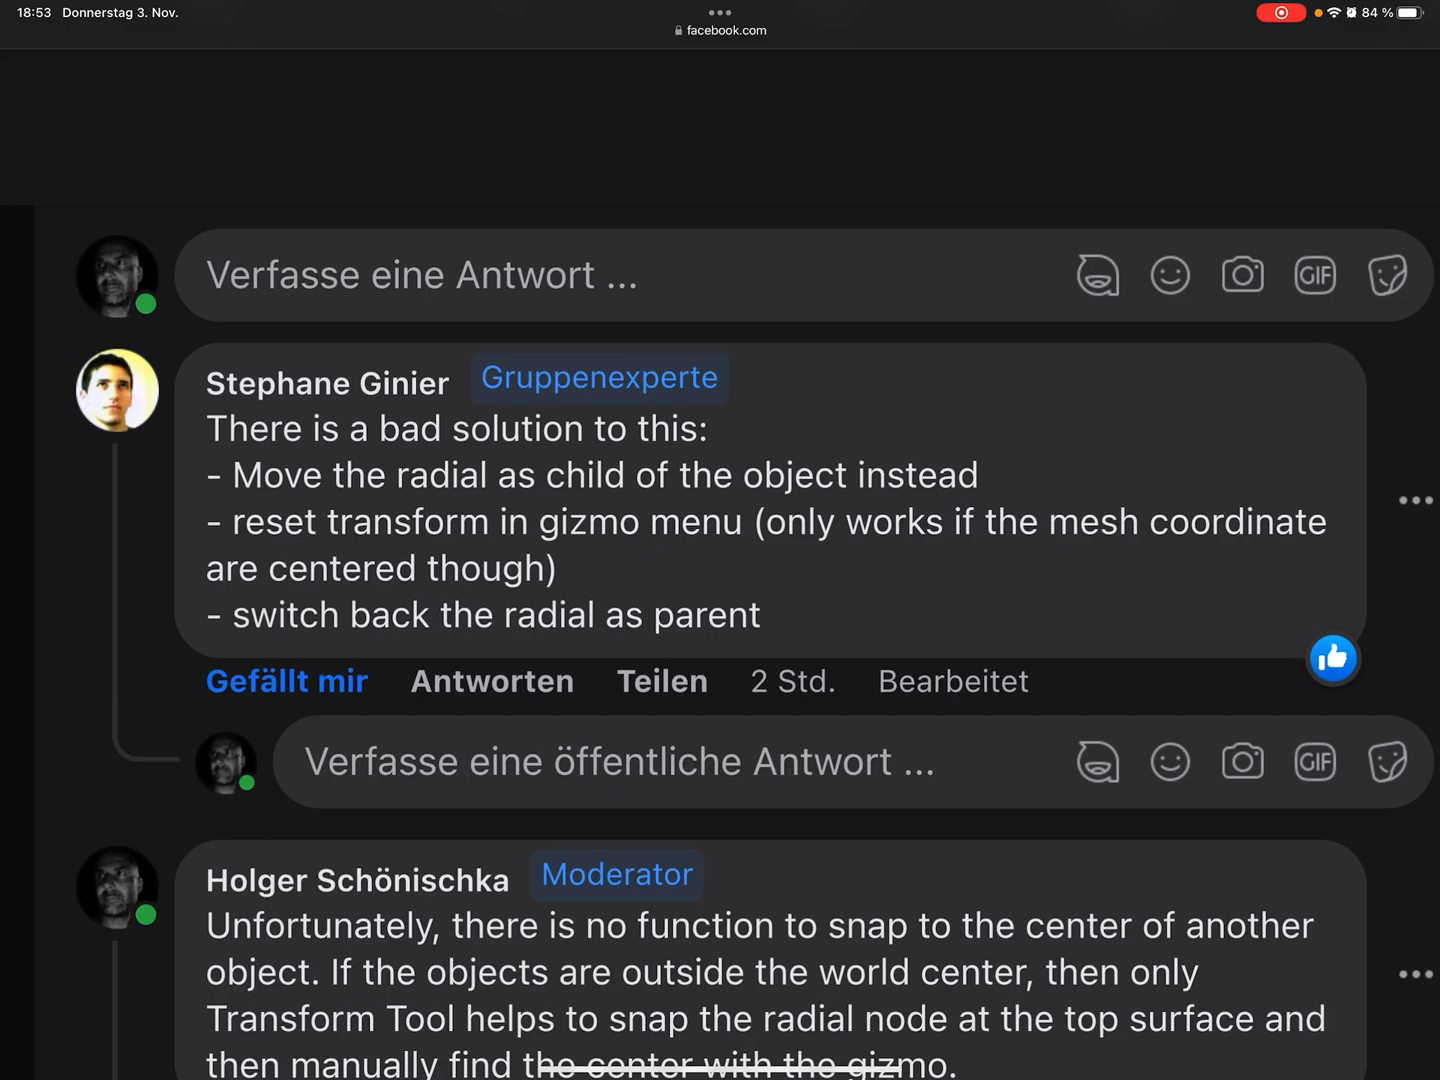 18:53 Donnerstag 3. Nov.
84 %
facebook.com
Verfasse eine Antwort ...
GIF
Stephane Ginier Gruppenexperte
There is a bad solution to this:
- Move the radial as child of the object instead
- reset transform in gizmo menu (only works if the mesh coordinate
are centered though)
- switch back the radial as parent
Gefällt mir Antworten Teilen 2 Std. Bearbeitet
Verfasse eine öffentliche Antwort ...
GIF
Holger Schönischka Moderator
Unfortunately, there is no function to snap to the center of another
object. If the objects are outside the world center, then only
Transform Tool helps to snap the radial node at the top surface and
then manually find the center with the gizmo.